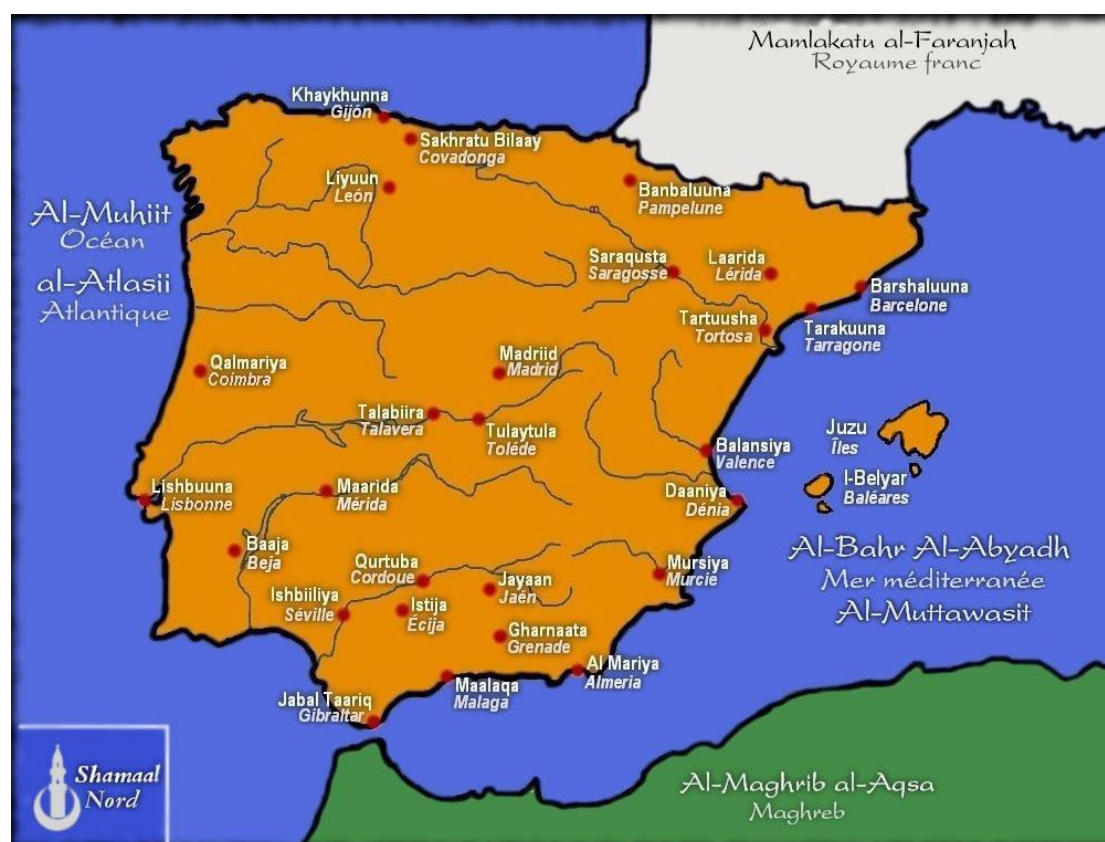 Mamlakatu al-Faranjah
Royaume franc
Khaykhunna
Gijón
Sakhratu Bilaay
Covadonga
Liyuun
León
Banbaluuna
Pampelune
Al-Muhiit
Océan
al-Atlasii
Atlantique
Saraqusta
Saragosse
Laarida
Lérida
Barshaluuna
Barcelone
Tartuusha
Tortosa
Tarakuuna
Tarragone
Qalmariya
Coimbra
Madriid
Madrid
Talabiira
Talavera
Tulaytula
Toléde
Balansiya
Valence
Juzu
Îles
l-Belyar
Baléares
Lishbuuna
Lisbonne
Maarida
Mérida
Daaniya
Dénia
Baaja
Beja
Qurtuba
Cordoue
Jayaan
Jaén
Mursiya
Murcie
Al-Bahr Al-Abyadh
Mer méditerranée
Al-Muttawasit
Ishbiiliya
Séville
Istija
Écija
Gharnaata
Grenade
Al Mariya
Almeria
Maalaqa
Malaga
Jabal Taariq
Gibraltar
Shamaal
Nord
Al-Maghrib al-Aqsa
Maghreb